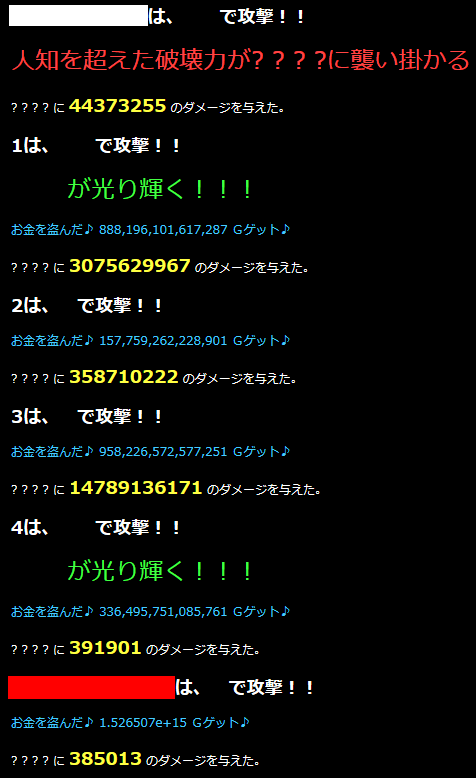 は、　　で攻撃！！
人知を超えた破壊力が????に襲い掛かる
???? に 44373255 のダメージを与えた。
1は、　　で攻撃！！
が光り輝く！！！
お金を盗んだ♪ 888,196,101,617,287 Ｇゲット♪
???? に 3075629967 のダメージを与えた。
2は、　で攻撃！！
お金を盗んだ♪ 157,759,262,228,901 Ｇゲット♪
???? に 358710222 のダメージを与えた。
3は、　で攻撃！！
お金を盗んだ♪ 958,226,572,577,251 Ｇゲット♪
???? に 14789136171 のダメージを与えた。
4は、　　で攻撃！！
が光り輝く！！！
お金を盗んだ♪ 336,495,751,085,761 Ｇゲット♪
???? に 391901 のダメージを与えた。
は、　で攻撃！！
お金を盗んだ♪ 1.526507e+15 Ｇゲット♪
???? に 385013 のダメージを与えた。